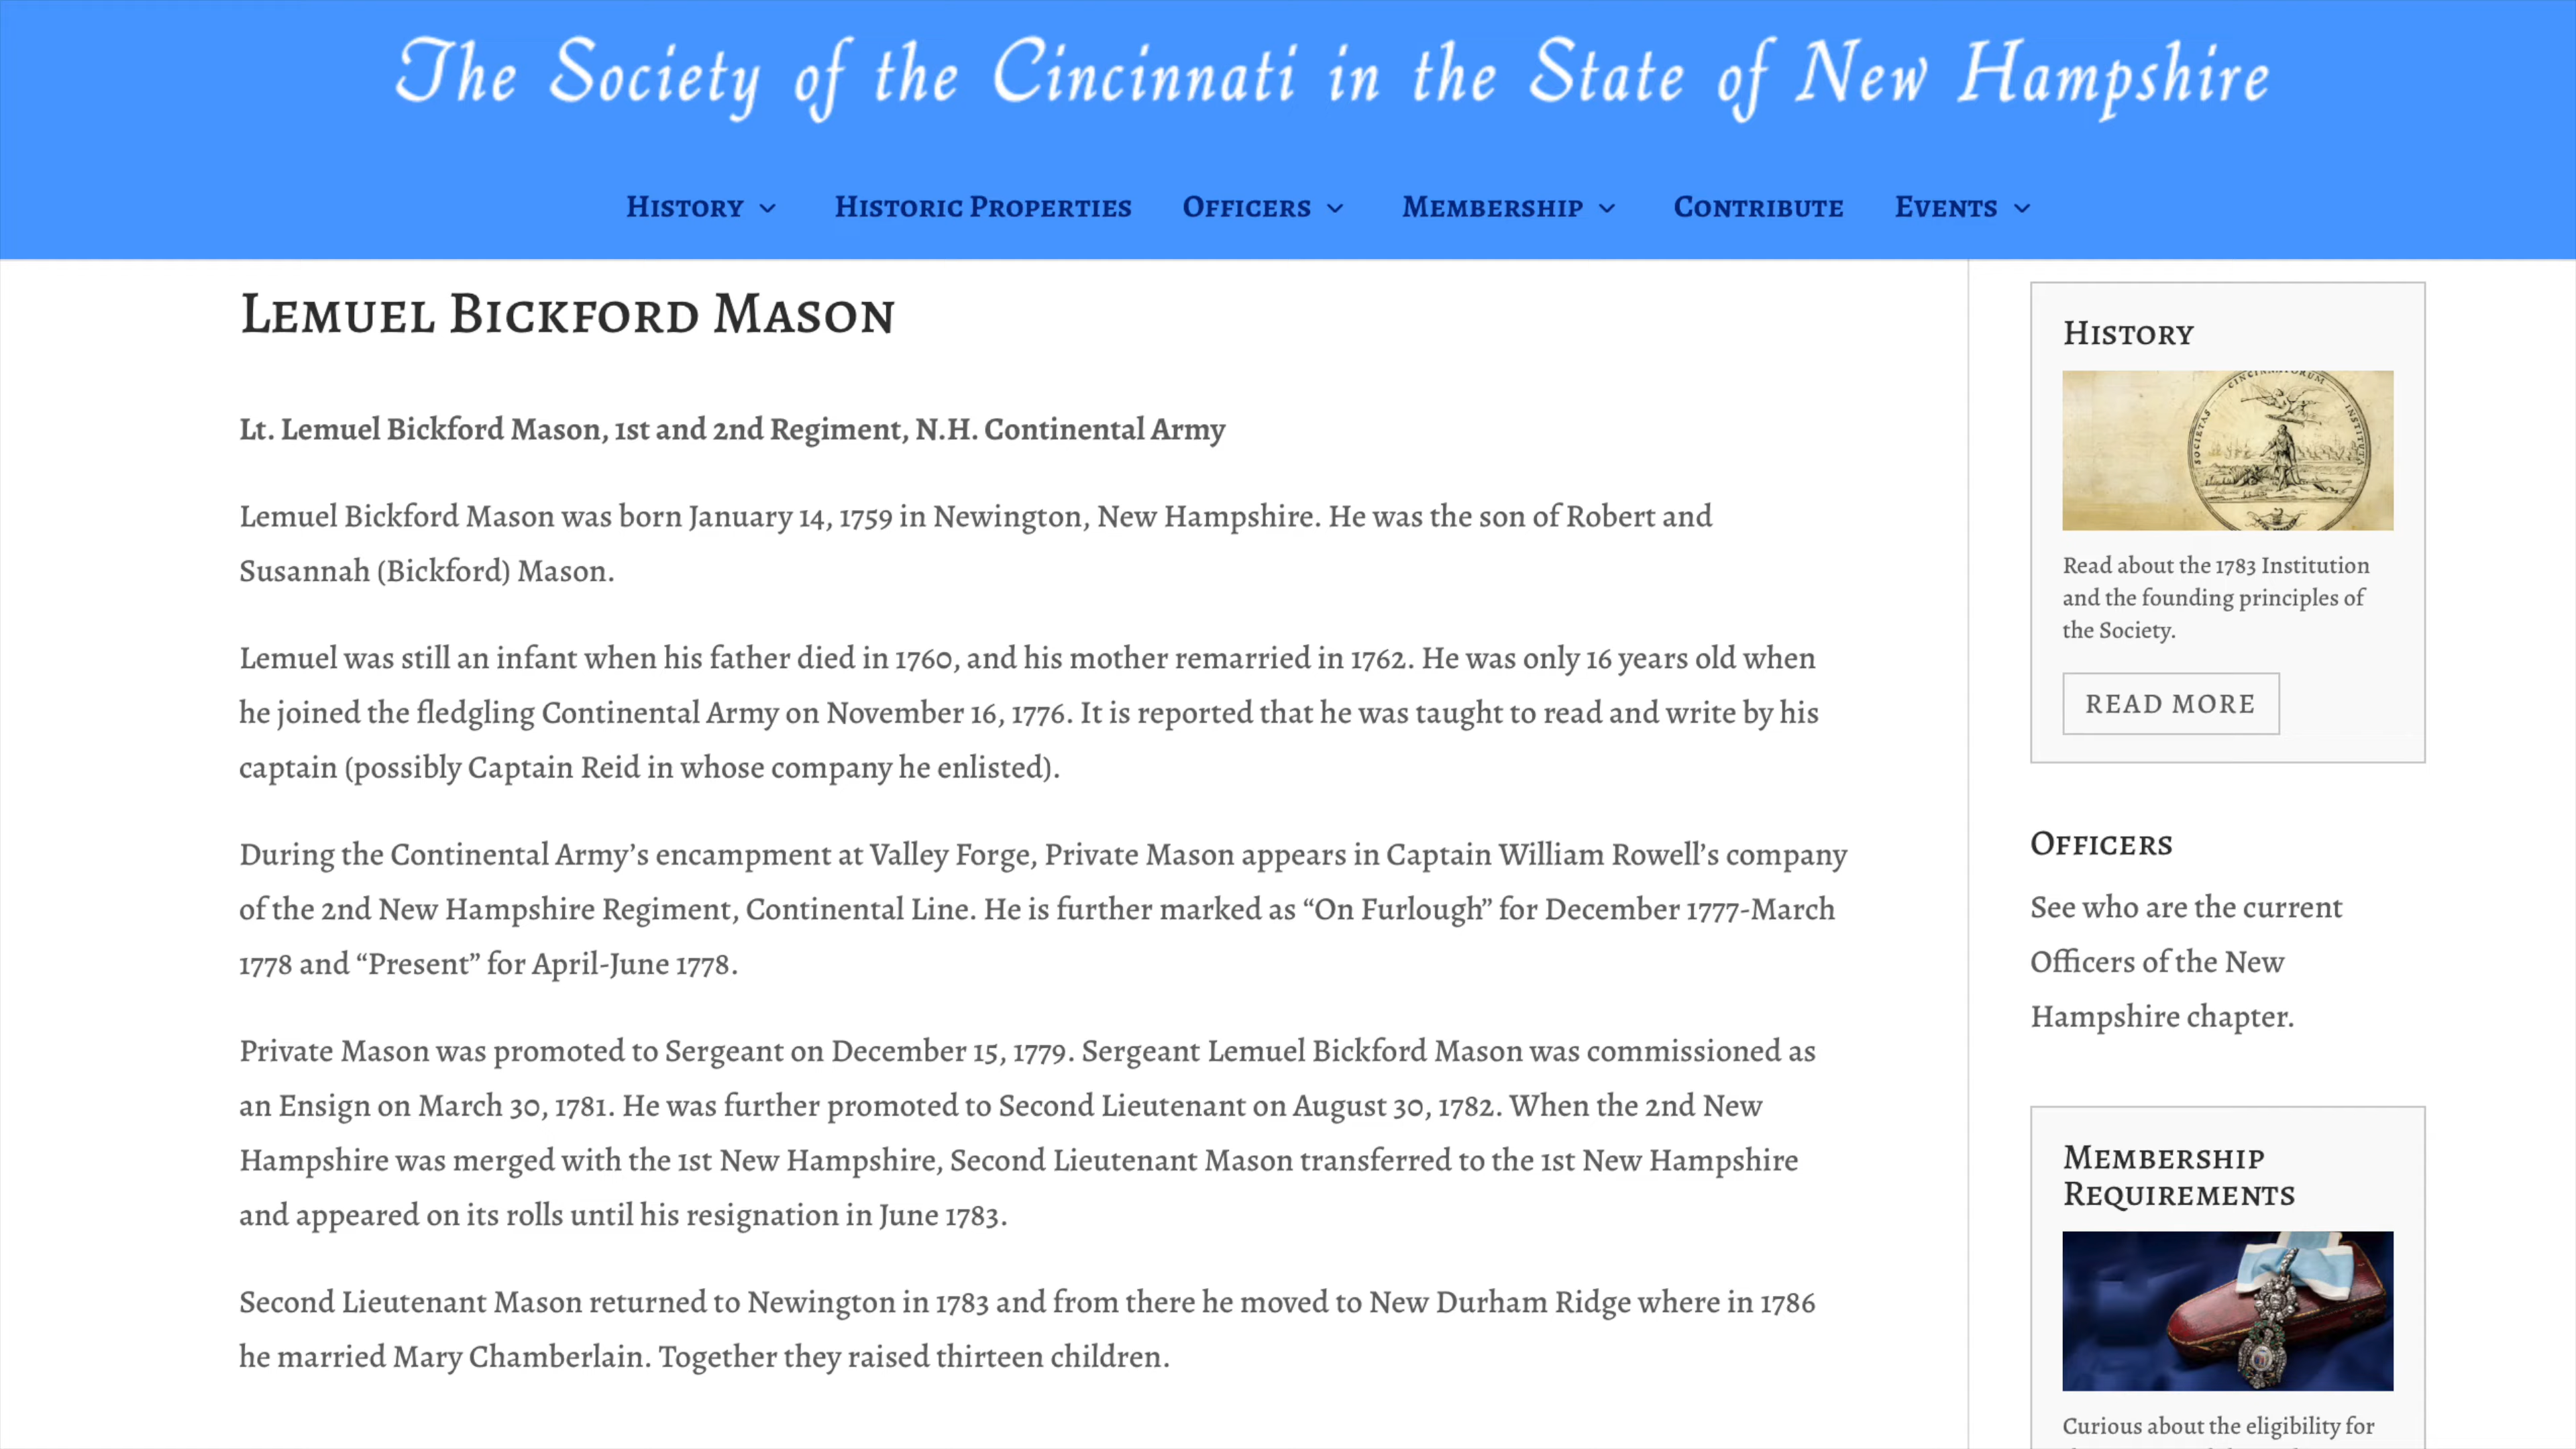 The Society of the Cincinnati in the State of New Hampshire
History Historic Properties Officers Membership Contribute Events
Lemuel Bickford Mason
Lt. Lemuel Bickford Mason, 1st and 2nd Regiment, N.H. Continental Army
Lemuel Bickford Mason was born January 14, 1759 in Newington, New Hampshire. He was the son of Robert and
Susannah (Bickford) Mason.
Lemuel was still an infant when his father died in 1760, and his mother remarried in 1762. He was only 16 years old when
he joined the fledgling Continental Army on November 16, 1776. It is reported that he was taught to read and write by his
captain (possibly Captain Reid in whose company he enlisted).
During the Continental Army’s encampment at Valley Forge, Private Mason appears in Captain William Rowell’s company
of the 2nd New Hampshire Regiment, Continental Line. He is further marked as “On Furlough” for December 1777-March
1778 and “Present” for April-June 1778.
Private Mason was promoted to Sergeant on December 15, 1779. Sergeant Lemuel Bickford Mason was commissioned as
an Ensign on March 30, 1781. He was further promoted to Second Lieutenant on August 30, 1782. When the 2nd New
Hampshire was merged with the 1st New Hampshire, Second Lieutenant Mason transferred to the 1st New Hampshire
and appeared on its rolls until his resignation in June 1783.
Second Lieutenant Mason returned to Newington in 1783 and from there he moved to New Durham Ridge where in 1786
he married Mary Chamberlain. Together they raised thirteen children.
History
SOCIETAS CINCINNATORUM INSTITUTA
Read about the 1783 Institution
and the founding principles of
the Society.
READ MORE
Officers
See who are the current
Officers of the New
Hampshire chapter.
Membership
Requirements
Curious about the eligibility for